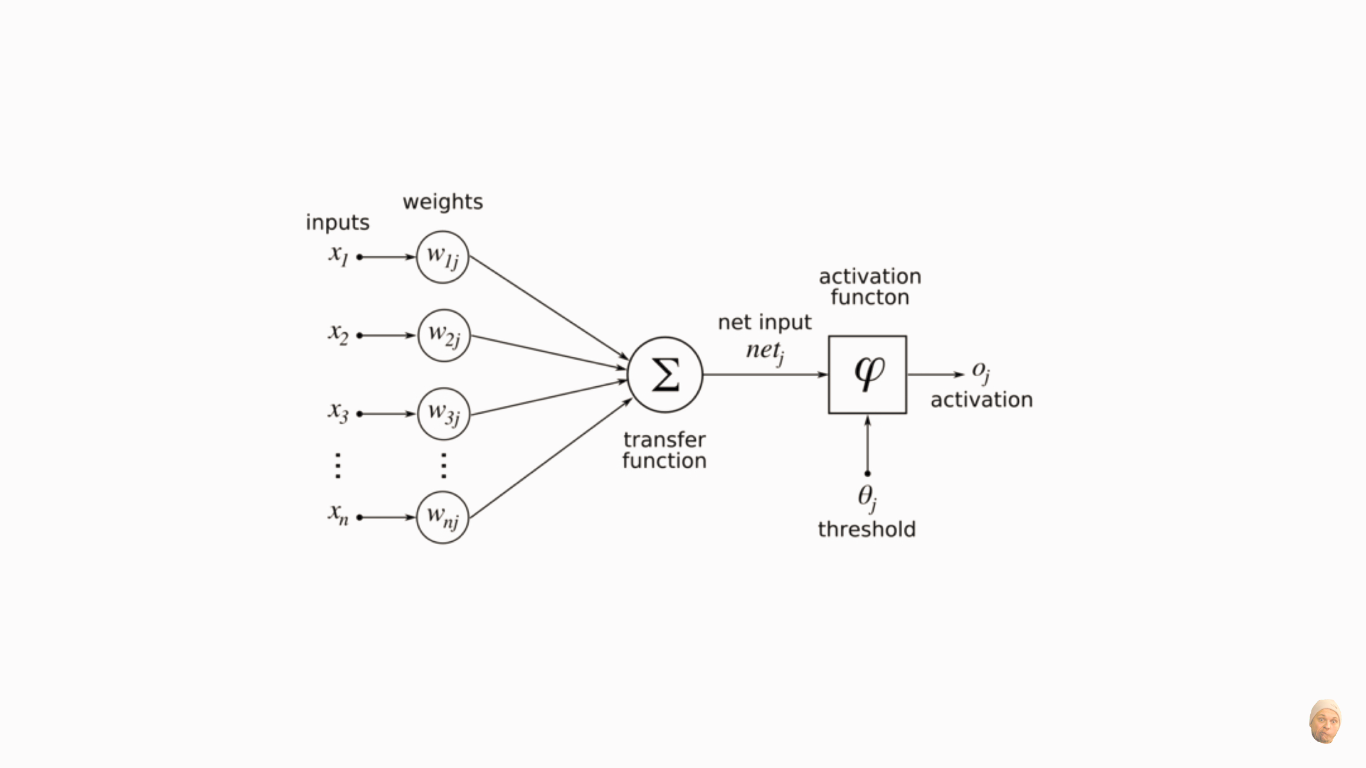 weights
inputs
x1
w1j
x2
w2j
x3
w3j
⋮
⋮
xn
wnj
Σ
transfer
function
net input
netj
activation
functon
φ
oj
activation
θj
threshold